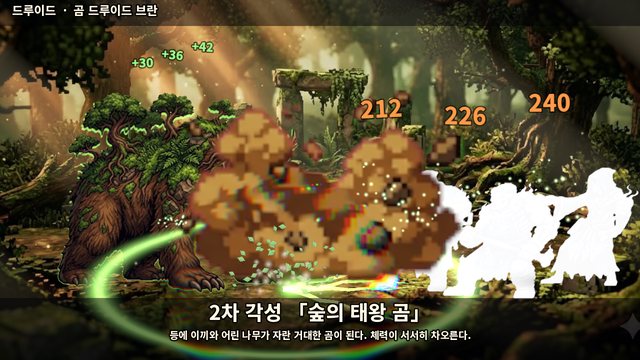 드루이드 · 곰 드루이드 브란
+30 +36 +42
212 226 240
2차 각성 「숲의 태왕 곰」
등에 이끼와 어린 나무가 자란 거대한 곰이 된다. 체력이 서서히 차오른다.